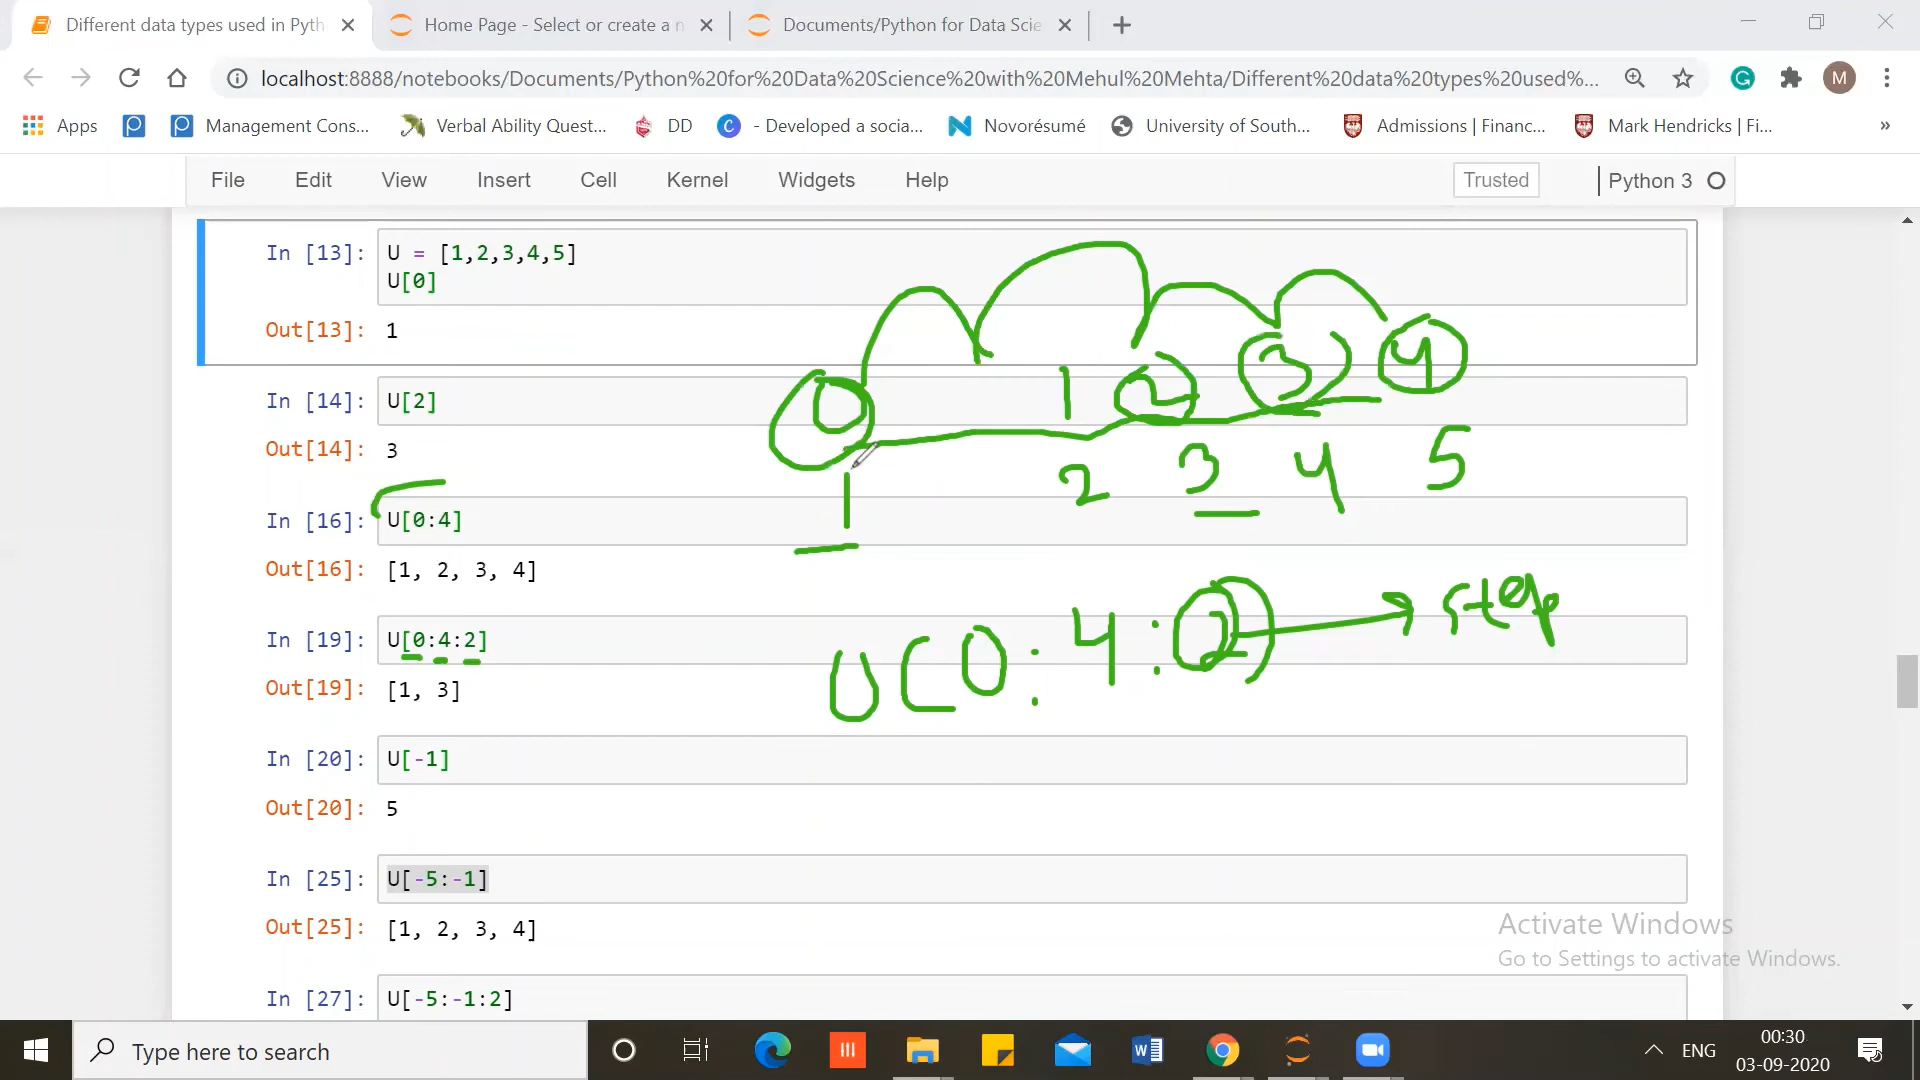 Different data types used in Pyth
Home Page - Select or create a n
Documents/Python for Data Scie
localhost:8888/notebooks/Documents/Python%20for%20Data%20Science%20with%20Mehul%20Mehta/Different%20data%20types%20used%...
M
Apps
Management Cons...
Verbal Ability Quest...
DD
- Developed a socia...
Novorésumé
University of South...
Admissions | Financ...
Mark Hendricks | Fi...
»
File Edit View Insert Cell Kernel Widgets Help
Trusted
Python 3
In [13]: U = [1,2,3,4,5]
U[0]
Out[13]: 1
In [14]: U[2]
Out[14]: 3
In [16]: U[0:4]
Out[16]: [1, 2, 3, 4]
In [19]: U[0:4:2]
Out[19]: [1, 3]
In [20]: U[-1]
Out[20]: 5
In [25]: U[-5:-1]
Out[25]: [1, 2, 3, 4]
In [27]: U[-5:-1:2]
0 1 2 3 4
1 2 3 4 5
U[0:4:2) step
Activate Windows
Go to Settings to activate Windows.
Type here to search
ENG
00:30
03-09-2020